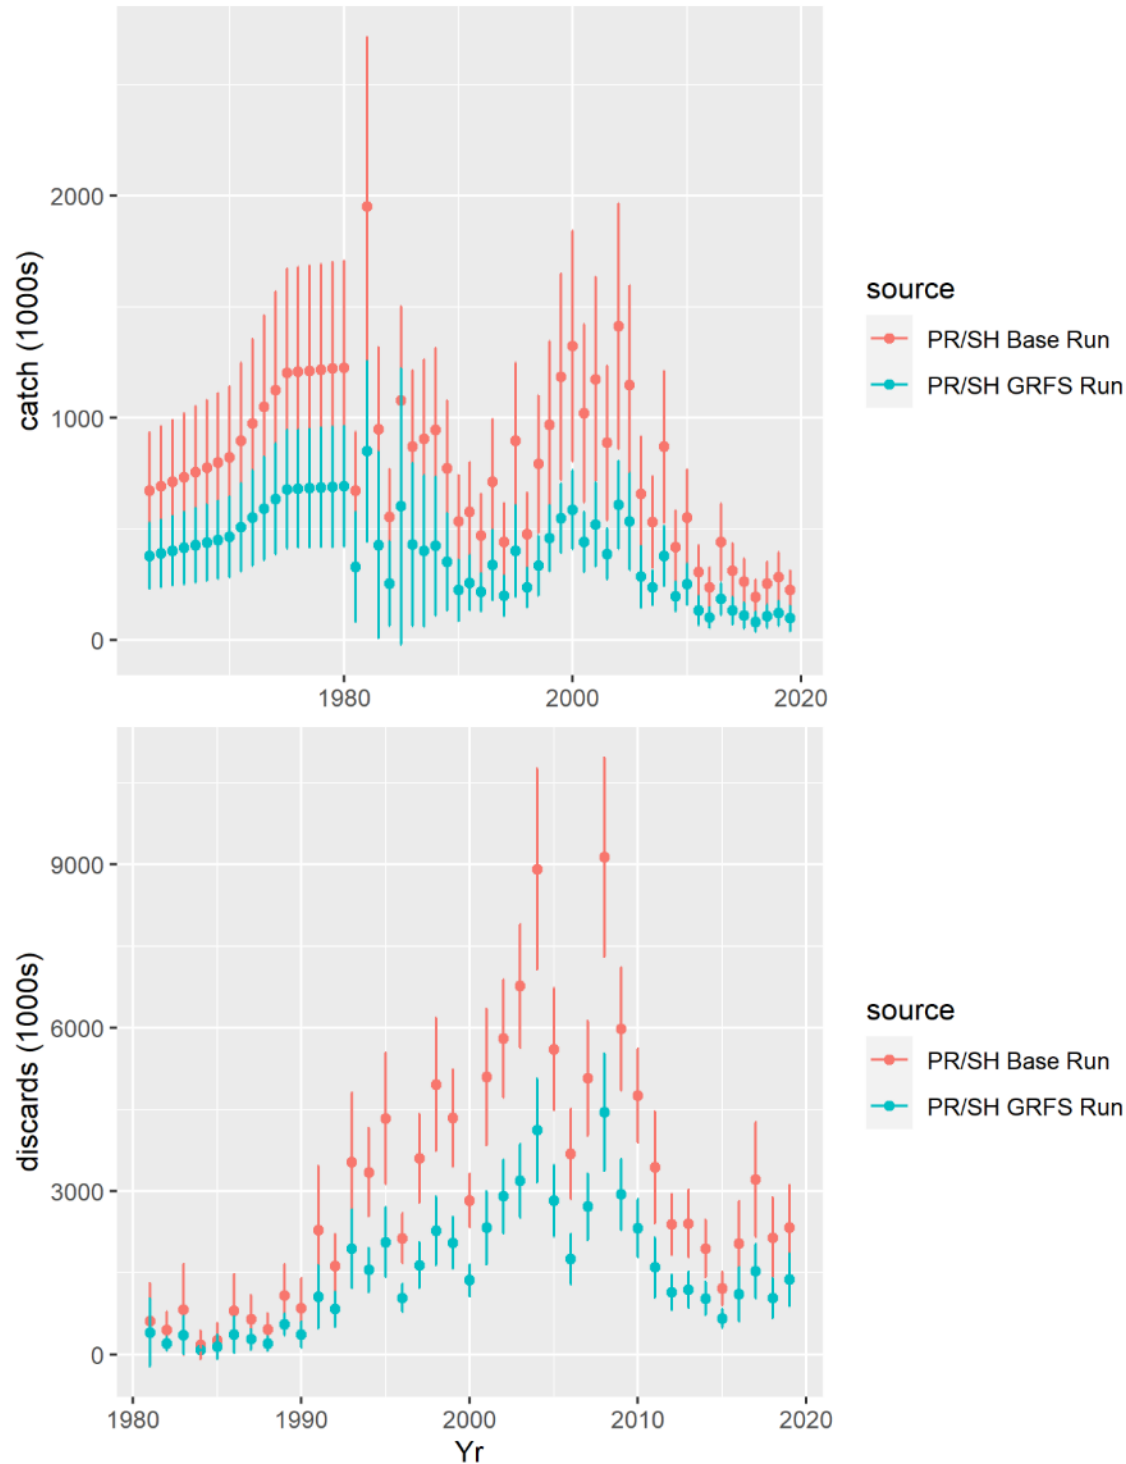 catch (1000s)
2000
1000
0
1980
2000
2020
source
PR/SH Base Run
PR/SH GRFS Run
discards (1000s)
9000
6000
3000
0
1980
1990
2000
2010
2020
Yr
source
PR/SH Base Run
PR/SH GRFS Run